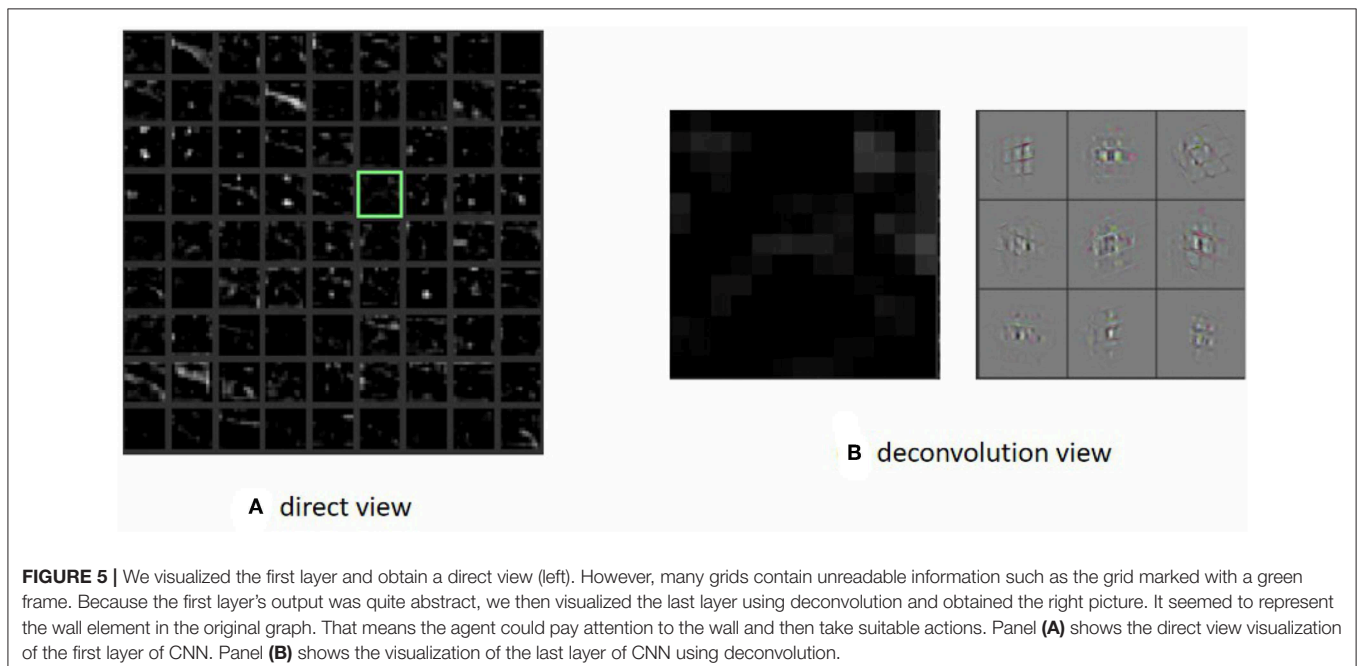 A direct view
B deconvolution view
FIGURE 5 | We visualized the first layer and obtain a direct view (left). However, many grids contain unreadable information such as the grid marked with a green
frame. Because the first layer's output was quite abstract, we then visualized the last layer using deconvolution and obtained the right picture. It seemed to represent
the wall element in the original graph. That means the agent could pay attention to the wall and then take suitable actions. Panel (A) shows the direct view visualization
of the first layer of CNN. Panel (B) shows the visualization of the last layer of CNN using deconvolution.